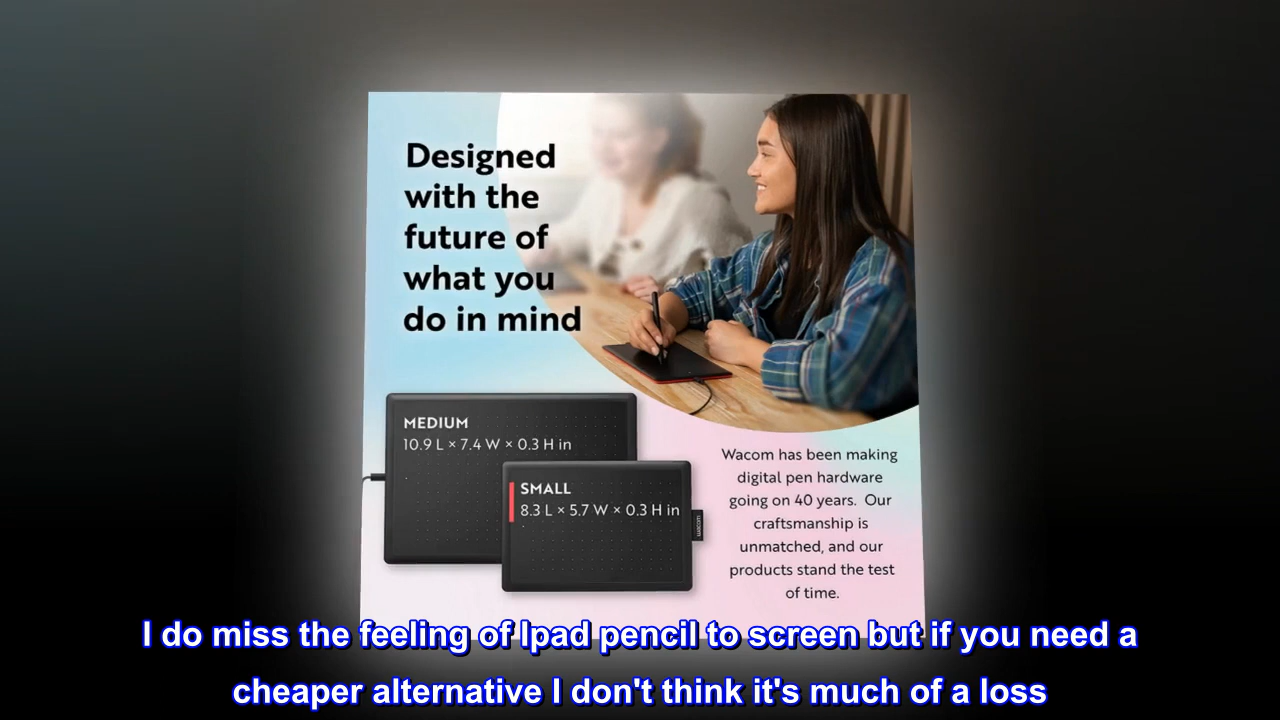 Designed
with the
future of
what you
do in mind
MEDIUM
10.9 L × 7.4 W × 0.3 H in
SMALL
8.3 L × 5.7 W × 0.3 H in
wacom
Wacom has been making
digital pen hardware
going on 40 years. Our
craftsmanship is
unmatched, and our
products stand the test
of time.
I do miss the feeling of Ipad pencil to screen but if you need a
cheaper alternative I don't think it's much of a loss